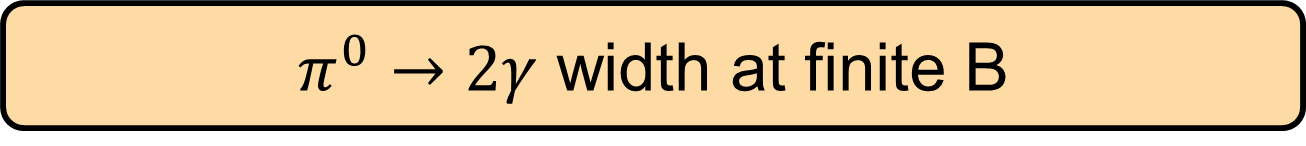 π⁰ → 2γ width at finite B